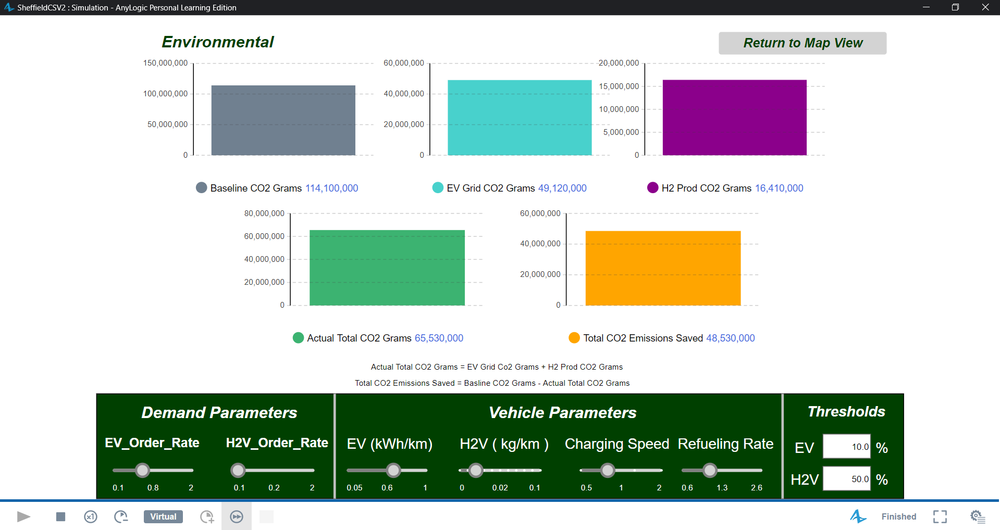 SheffieldCSV2 : Simulation - AnyLogic Personal Learning Edition
Environmental
Return to Map View
150,000,000
100,000,000
50,000,000
0
60,000,000
40,000,000
20,000,000
0
20,000,000
15,000,000
10,000,000
5,000,000
0
Baseline CO2 Grams 114,100,000
EV Grid CO2 Grams 49,120,000
H2 Prod CO2 Grams 16,410,000
80,000,000
60,000,000
40,000,000
20,000,000
0
60,000,000
40,000,000
20,000,000
0
Actual Total CO2 Grams 65,530,000
Total CO2 Emissions Saved 48,530,000
Actual Total CO2 Grams = EV Grid Co2 Grams + H2 Prod CO2 Grams
Total CO2 Emissions Saved = Basline CO2 Grams - Actual Total CO2 Grams
Demand Parameters
EV_Order_Rate
0.1 0.8 2
H2V_Order_Rate
0.1 0.2 2
Vehicle Parameters
EV (kWh/km)
0.05 0.6 1
H2V ( kg/km )
0 0.02 0.1
Charging Speed
0.5 1 2
Refueling Rate
0.6 1.3 2.6
Thresholds
EV 10.0 %
H2V 50.0 %
x1
Virtual
Finished